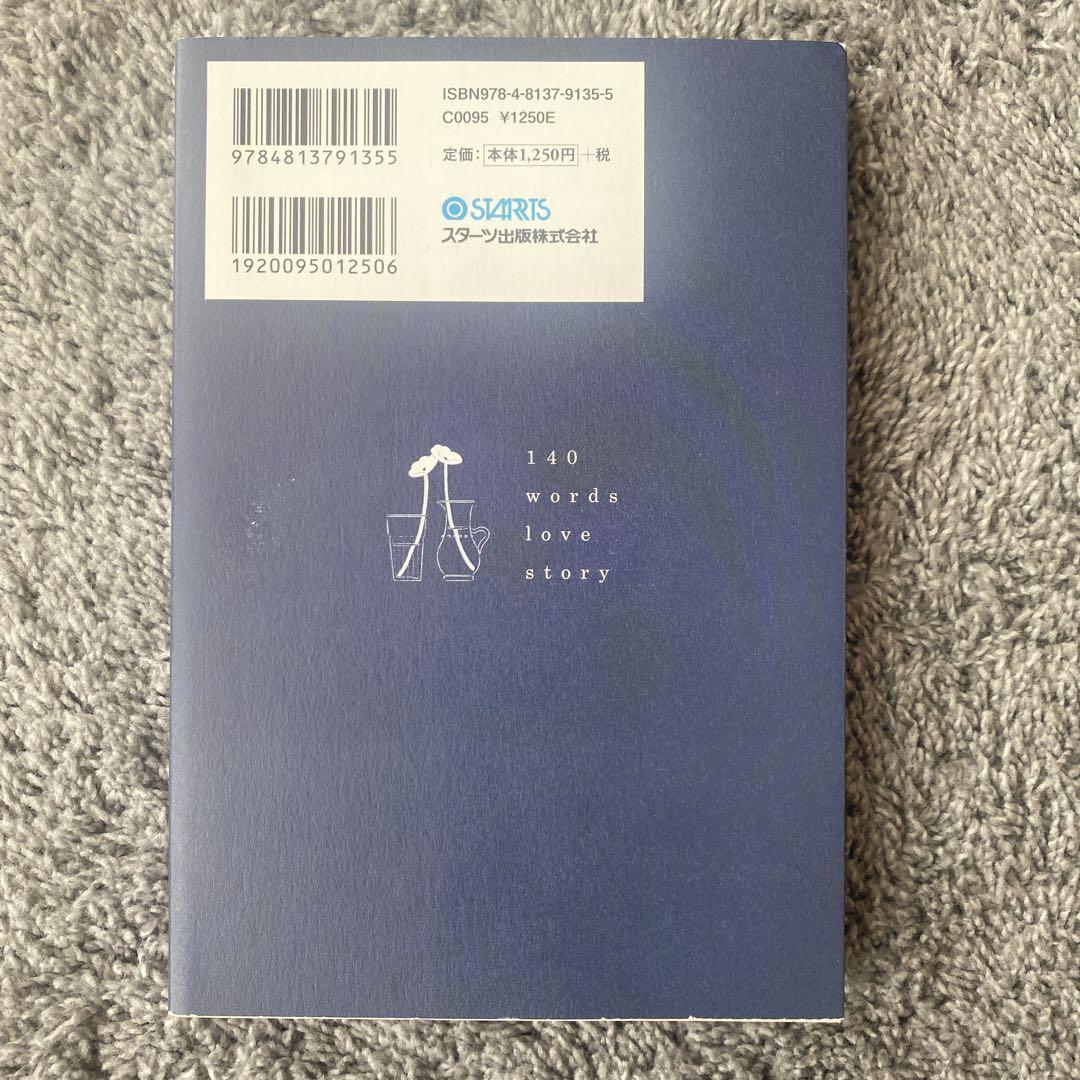 ISBN978-4-8137-9135-5
C0095 ¥1250E
9784813791355
定価:本体1,250円+税
STARTS
スターツ出版株式会社
1920095012506
140
words
love
story